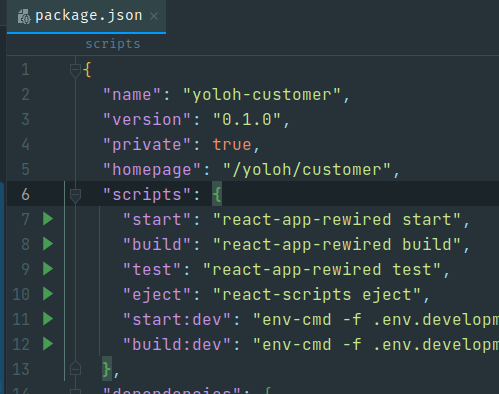 package.json ×
scripts
1 {
2 "name": "yoloh-customer",
3 "version": "0.1.0",
4 "private": true,
5 "homepage": "/yoloh/customer",
6 "scripts": {
7 "start": "react-app-rewired start",
8 "build": "react-app-rewired build",
9 "test": "react-app-rewired test",
10 "eject": "react-scripts eject",
11 "start:dev": "env-cmd -f .env.developm
12 "build:dev": "env-cmd -f .env.developm
13 },
14 "dependencies": {